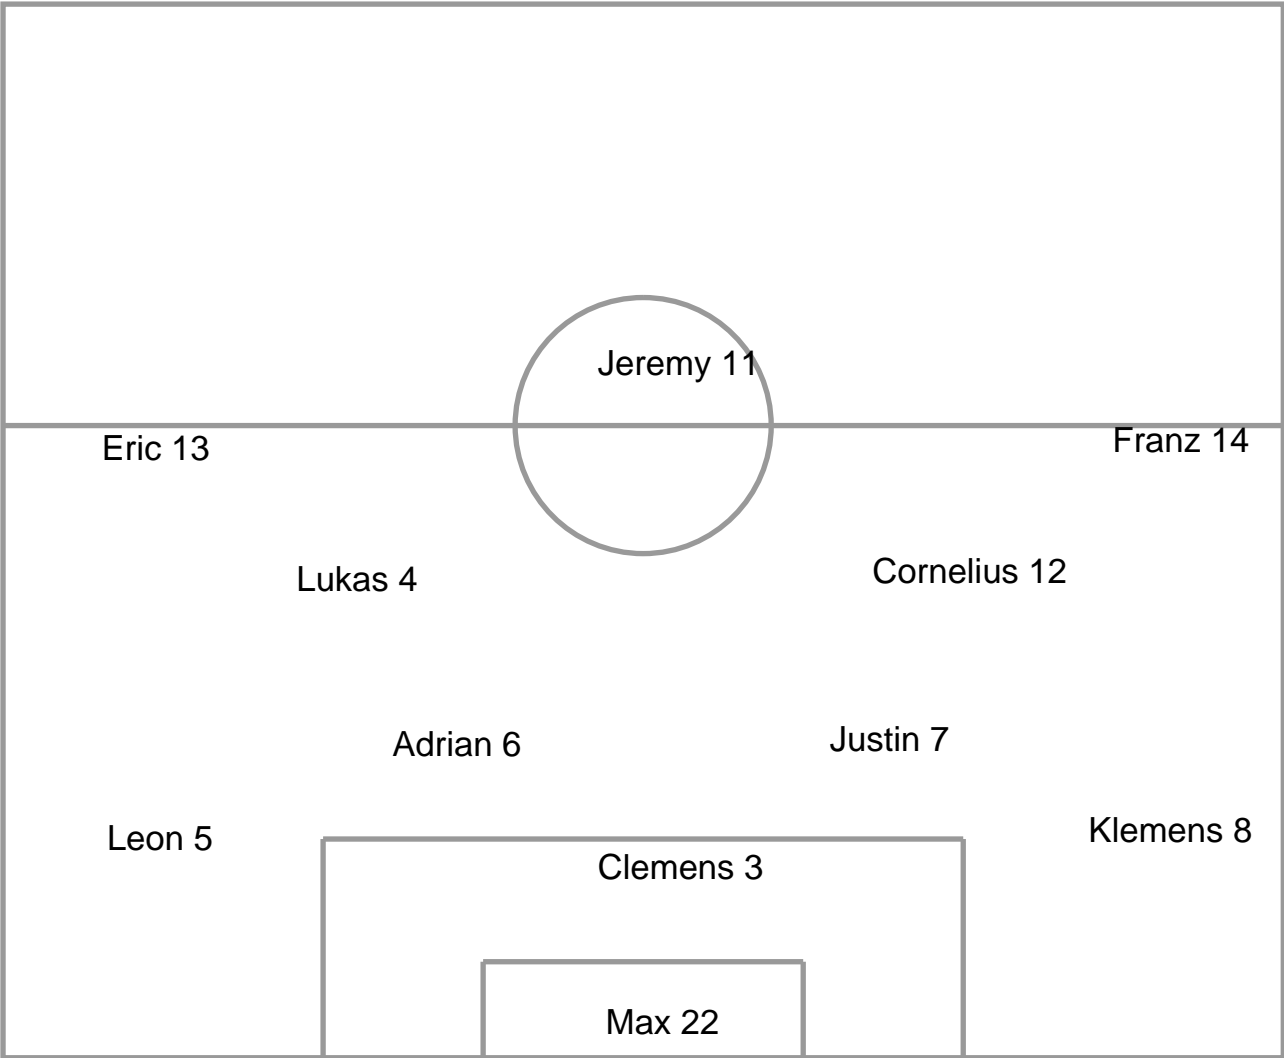 Jeremy 11
Eric 13
Franz 14
Lukas 4
Cornelius 12
Adrian 6
Justin 7
Leon 5
Klemens 8
Clemens 3
Max 22